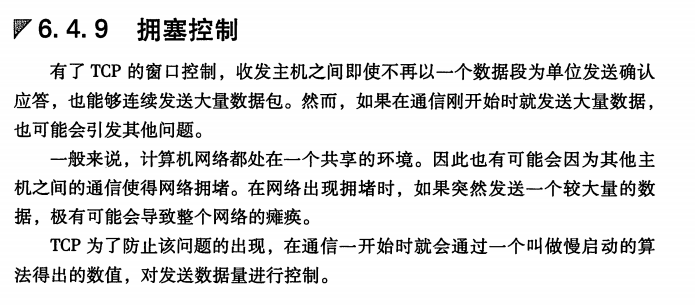 6.4.9 拥塞控制
有了 TCP 的窗口控制，收发主机之间即使不再以一个数据段为单位发送确认
应答，也能够连续发送大量数据包。然而，如果在通信刚开始时就发送大量数据，
也可能会引发其他问题。
一般来说，计算机网络都处在一个共享的环境。因此也有可能会因为其他主
机之间的通信使得网络拥堵。在网络出现拥堵时，如果突然发送一个较大量的数
据，极有可能会导致整个网络的瘫痪。
TCP 为了防止该问题的出现，在通信一开始时就会通过一个叫做慢启动的算
法得出的数值，对发送数据量进行控制。